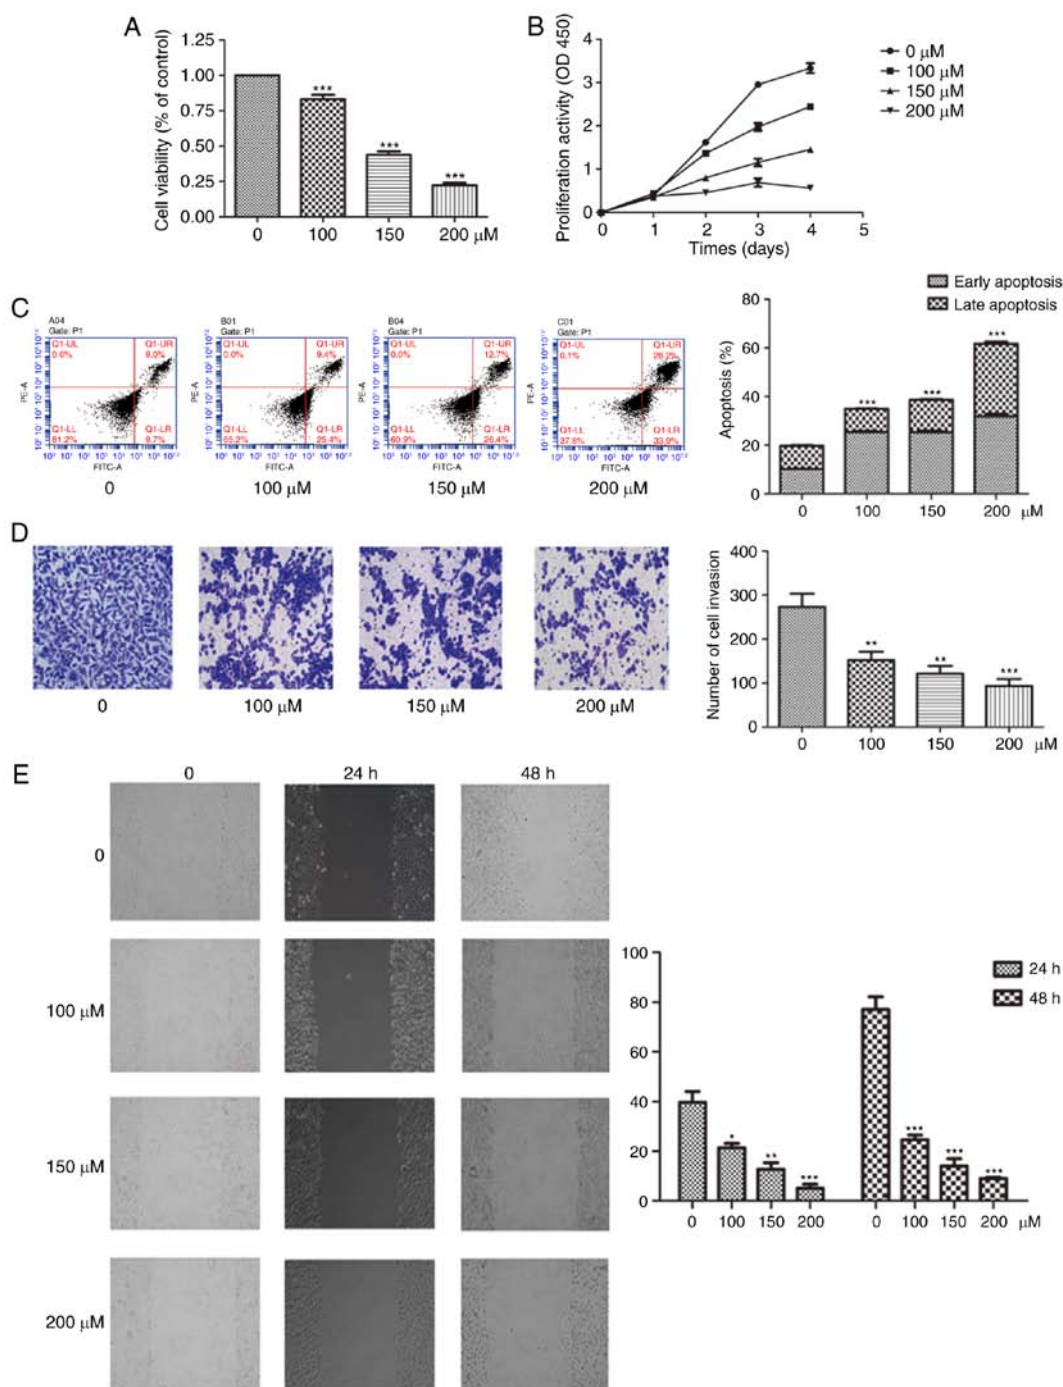 A
Cell viability (% of control)
1.25
1.00
0.75
0.50
0.25
0.00
***
***
***
0 100 150 200 μM
B
Proliferation activity (OD 450)
4
3
2
1
0
0 1 2 3 4 5
Times (days)
0 μM
100 μM
150 μM
200 μM
C
A04
Gate: P1
Q1-UL Q1-UR
0.0% 9.0%
Q1-LL Q1-LR
81.2% 9.7%
PE-A
FITC-A
0
B01
Gate: P1
Q1-UL Q1-UR
0.0% 9.4%
Q1-LL Q1-LR
65.2% 25.4%
PE-A
FITC-A
100 μM
B04
Gate: P1
Q1-UL Q1-UR
0.0% 12.7%
Q1-LL Q1-LR
60.9% 26.4%
PE-A
FITC-A
150 μM
C01
Gate: P1
Q1-UL Q1-UR
0.1% 28.2%
Q1-LL Q1-LR
37.8% 33.9%
PE-A
FITC-A
200 μM
Early apoptosis
Late apoptosis
Apoptosis (%)
80
60
40
20
0
***
***
***
0 100 150 200 μM
D
0 100 μM 150 μM 200 μM
Number of cell invasion
400
300
200
100
0
**
**
***
0 100 150 200 μM
E
0 24 h 48 h
0
100 μM
150 μM
200 μM
100
80
60
40
20
0
24 h
48 h
*
**
***
***
***
***
0 100 150 200 0 100 150 200 μM